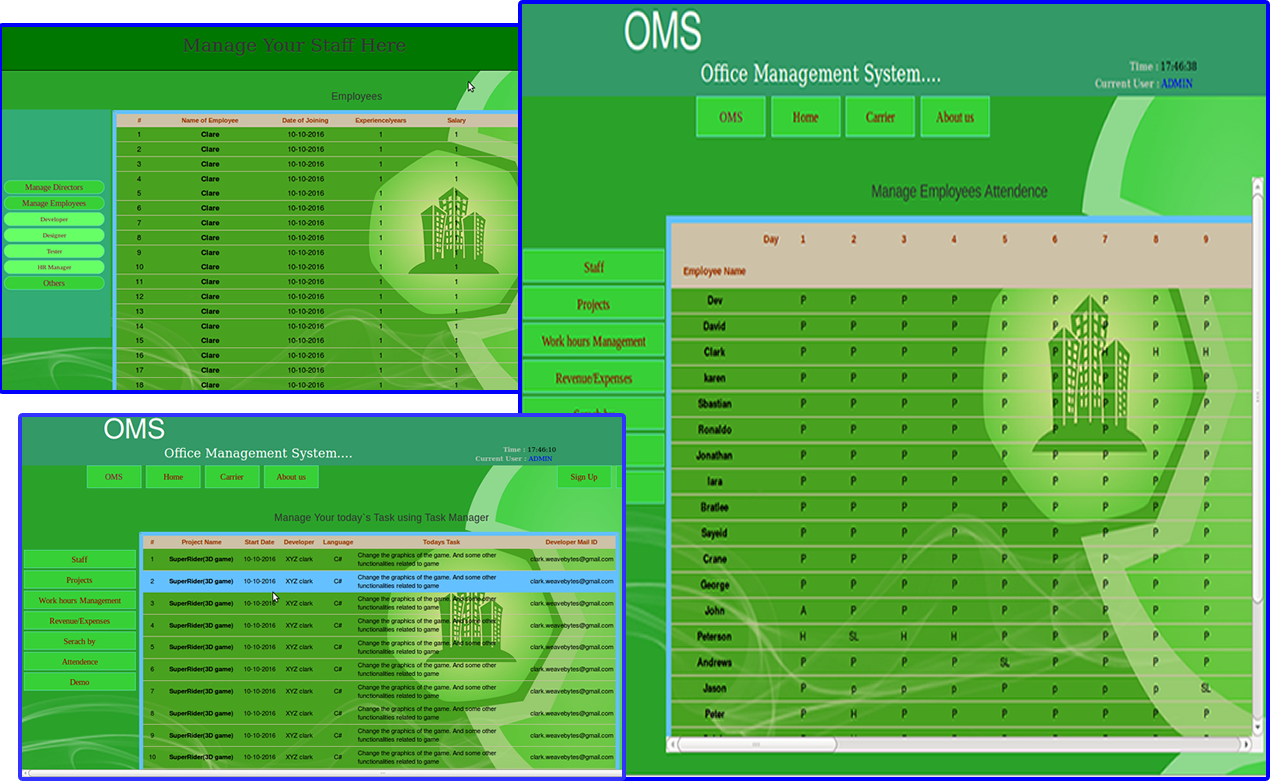 Manage Your Staff Here
Employees
# Name of Employee Date of Joining Experience/years Salary
1 Clare 10-10-2016 1 1
2 Clare 10-10-2016 1 1
3 Clare 10-10-2016 1 1
4 Clare 10-10-2016 1 1
5 Clare 10-10-2016 1 1
6 Clare 10-10-2016 1 1
7 Clare 10-10-2016 1 1
8 Clare 10-10-2016 1 1
9 Clare 10-10-2016 1 1
10 Clare 10-10-2016 1 1
11 Clare 10-10-2016 1 1
12 Clare 10-10-2016 1 1
13 Clare 10-10-2016 1 1
14 Clare 10-10-2016 1 1
15 Clare 10-10-2016 1 1
16 Clare 10-10-2016 1 1
17 Clare 10-10-2016 1 1
18 Clare 10-10-2016 1 1
Manage Directors
Manage Employees
Developer
Designer
Tester
HR Manager
Others
OMS
Office Management System....
Time : 17:46:38
Current User : ADMIN
OMS Home Carrier About us
Manage Employees Attendence
Staff
Projects
Work hours Management
Revenue/Expenses
Day 1 2 3 4 5 6 7 8 9
Employee Name
Dev P P P P P P P P P
David P P P P P P P P P
Clark P P P P P P H H H
karen P P P P P P P P P
Sbastian P P P P P P P P P
Ronaldo P P P P P P P P P
Jonathan P P P P P P P P P
lara P P P P P P P P P
Bratlee P P P P P P P P P
Sayeid P P P P P P P P P
Crane P P P P P P P P P
George P P P P P P P P P
John A P P P P P P P P
Peterson H SL H H P P P P P
Andrews P P P P SL P P P P
Jason P p p p P p p p SL
Peter P H P P P P P P P
OMS
Office Management System....
Time : 17:46:10
Current User : ADMIN
OMS Home Carrier About us Sign Up
Manage Your today`s Task using Task Manager
Staff
Projects
Work hours Management
Revenue/Expenses
Serach by
Attendence
Demo
# Project Name Start Date Developer Language Todays Task Developer Mail ID
1 SuperRider(3D game) 10-10-2016 XYZ clark C# Change the graphics of the game. And some other clark.weavebytes@gmail.com
functionalities related to game
2 SuperRider(3D game) 10-10-2016 XYZ clark C# Change the graphics of the game. And some other clark.weavebytes@gmail.com
functionalities related to game
3 SuperRider(3D game) 10-10-2016 XYZ clark C# Change the graphics of the game. And some other clark.weavebytes@gmail.com
functionalities related to game
4 SuperRider(3D game) 10-10-2016 XYZ clark C# Change the graphics of the game. And some other clark.weavebytes@gmail.com
functionalities related to game
5 SuperRider(3D game) 10-10-2016 XYZ clark C# Change the graphics of the game. And some other clark.weavebytes@gmail.com
functionalities related to game
6 SuperRider(3D game) 10-10-2016 XYZ clark C# Change the graphics of the game. And some other clark.weavebytes@gmail.com
functionalities related to game
7 SuperRider(3D game) 10-10-2016 XYZ clark C# Change the graphics of the game. And some other clark.weavebytes@gmail.com
functionalities related to game
8 SuperRider(3D game) 10-10-2016 XYZ clark C# Change the graphics of the game. And some other clark.weavebytes@gmail.com
functionalities related to game
9 SuperRider(3D game) 10-10-2016 XYZ clark C# Change the graphics of the game. And some other clark.weavebytes@gmail.com
functionalities related to game
10 SuperRider(3D game) 10-10-2016 XYZ clark C# Change the graphics of the game. And some other clark.weavebytes@gmail.com
functionalities related to game